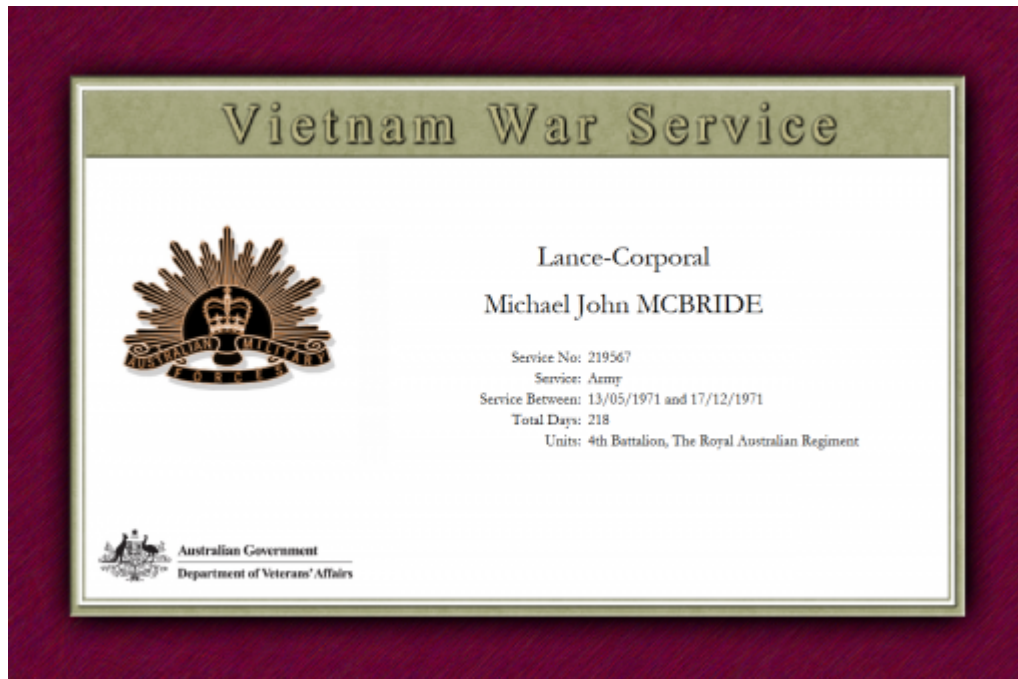 Vietnam War Service
Lance-Corporal
Michael John MCBRIDE
AUSTRALIAN MILITARY
FORCES
Service No: 219567
Service: Army
Service Between: 13/05/1971 and 17/12/1971
Total Days: 218
Units: 4th Battalion, The Royal Australian Regiment
Australian Government
Department of Veterans' Affairs